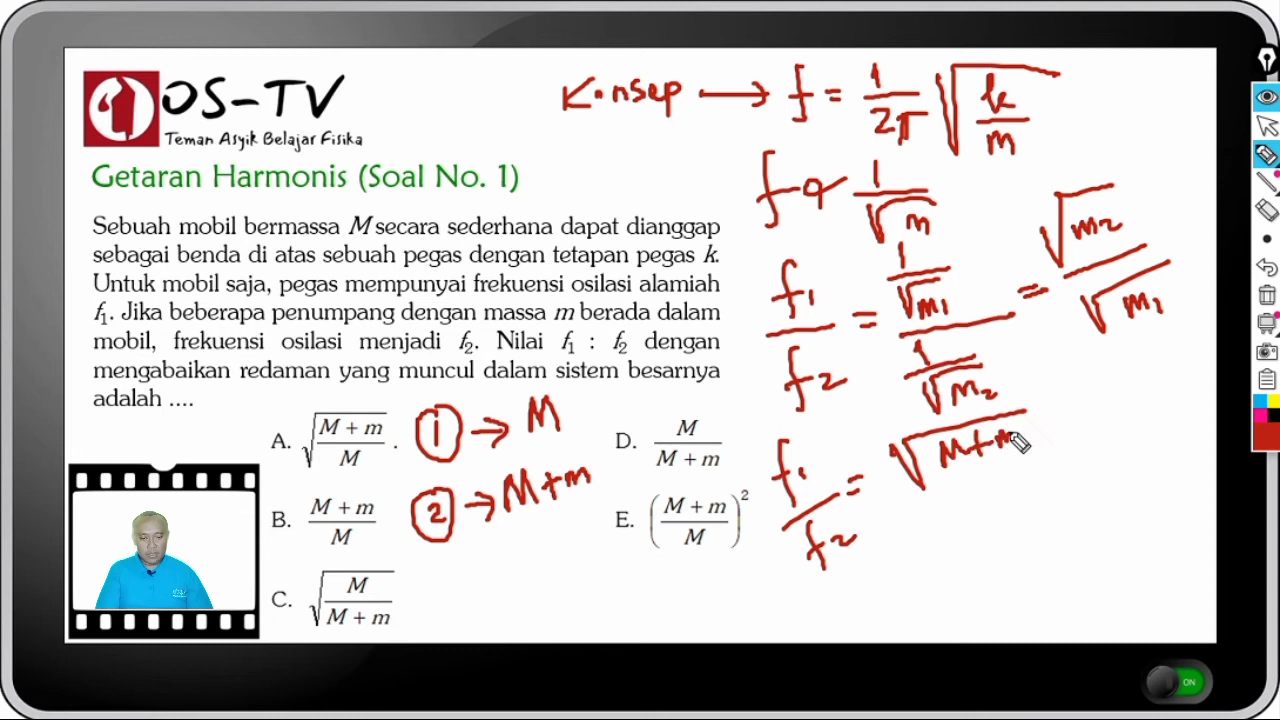 OS-TV
Teman Asyik Belajar Fisika
Getaran Harmonis (Soal No. 1)
Sebuah mobil bermassa M secara sederhana dapat dianggap
sebagai benda di atas sebuah pegas dengan tetapan pegas k.
Untuk mobil saja, pegas mempunyai frekuensi osilasi alamiah
f₁. Jika beberapa penumpang dengan massa m berada dalam
mobil, frekuensi osilasi menjadi f₂. Nilai f₁ : f₂ dengan
mengabaikan redaman yang muncul dalam sistem besarnya
adalah ....
A. √((M + m)/M) .
B. (M + m)/M
C. √(M/(M + m))
D. M/(M + m)
E. ((M + m)/M)²
① → M
② → M+m
Konsep → f = 1/2π √(k/m)
f α 1/√m
f₁/f₂ = (1/√m₁)/(1/√m₂) = √m₂/√m₁
f₁/f₂ = √M+m
ON